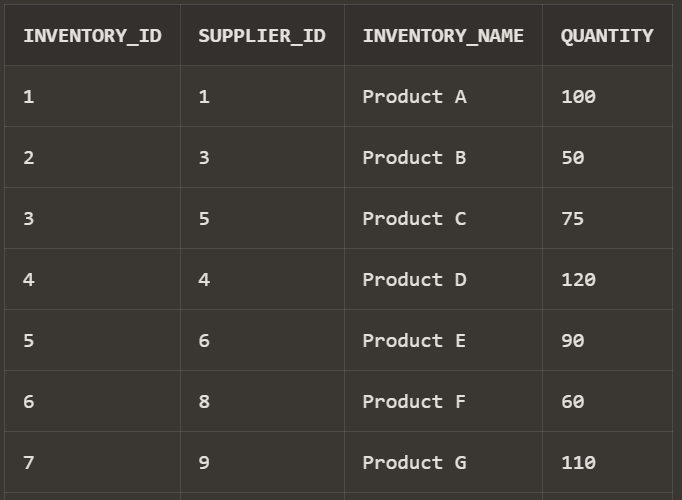 INVENTORY_ID SUPPLIER_ID INVENTORY_NAME QUANTITY
1 1 Product A 100
2 3 Product B 50
3 5 Product C 75
4 4 Product D 120
5 6 Product E 90
6 8 Product F 60
7 9 Product G 110